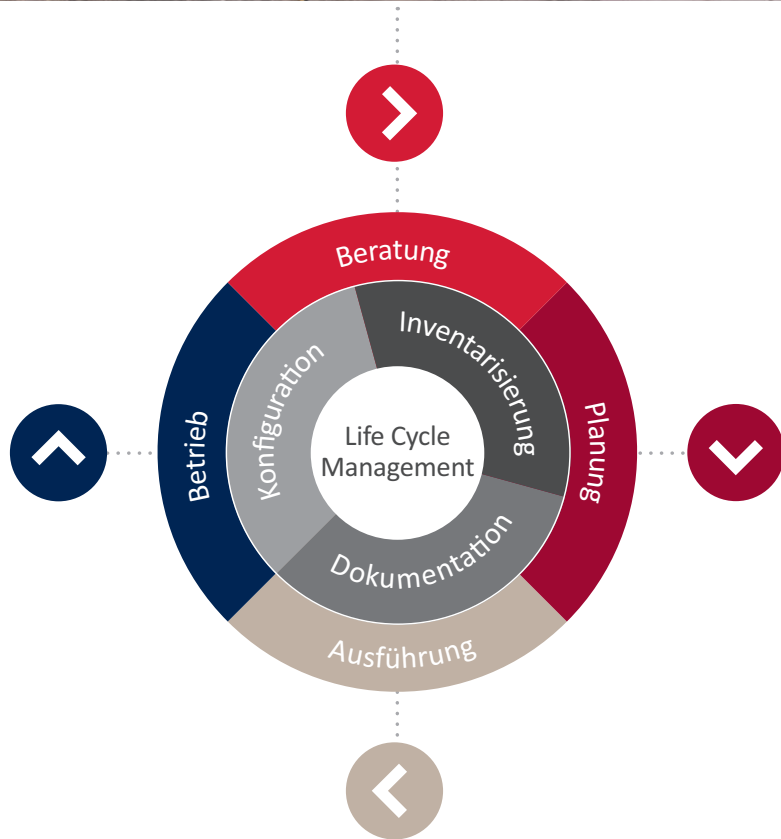 Beratung
Planung
Ausführung
Betrieb
Inventarisierung
Dokumentation
Konfiguration
Life Cycle
Management